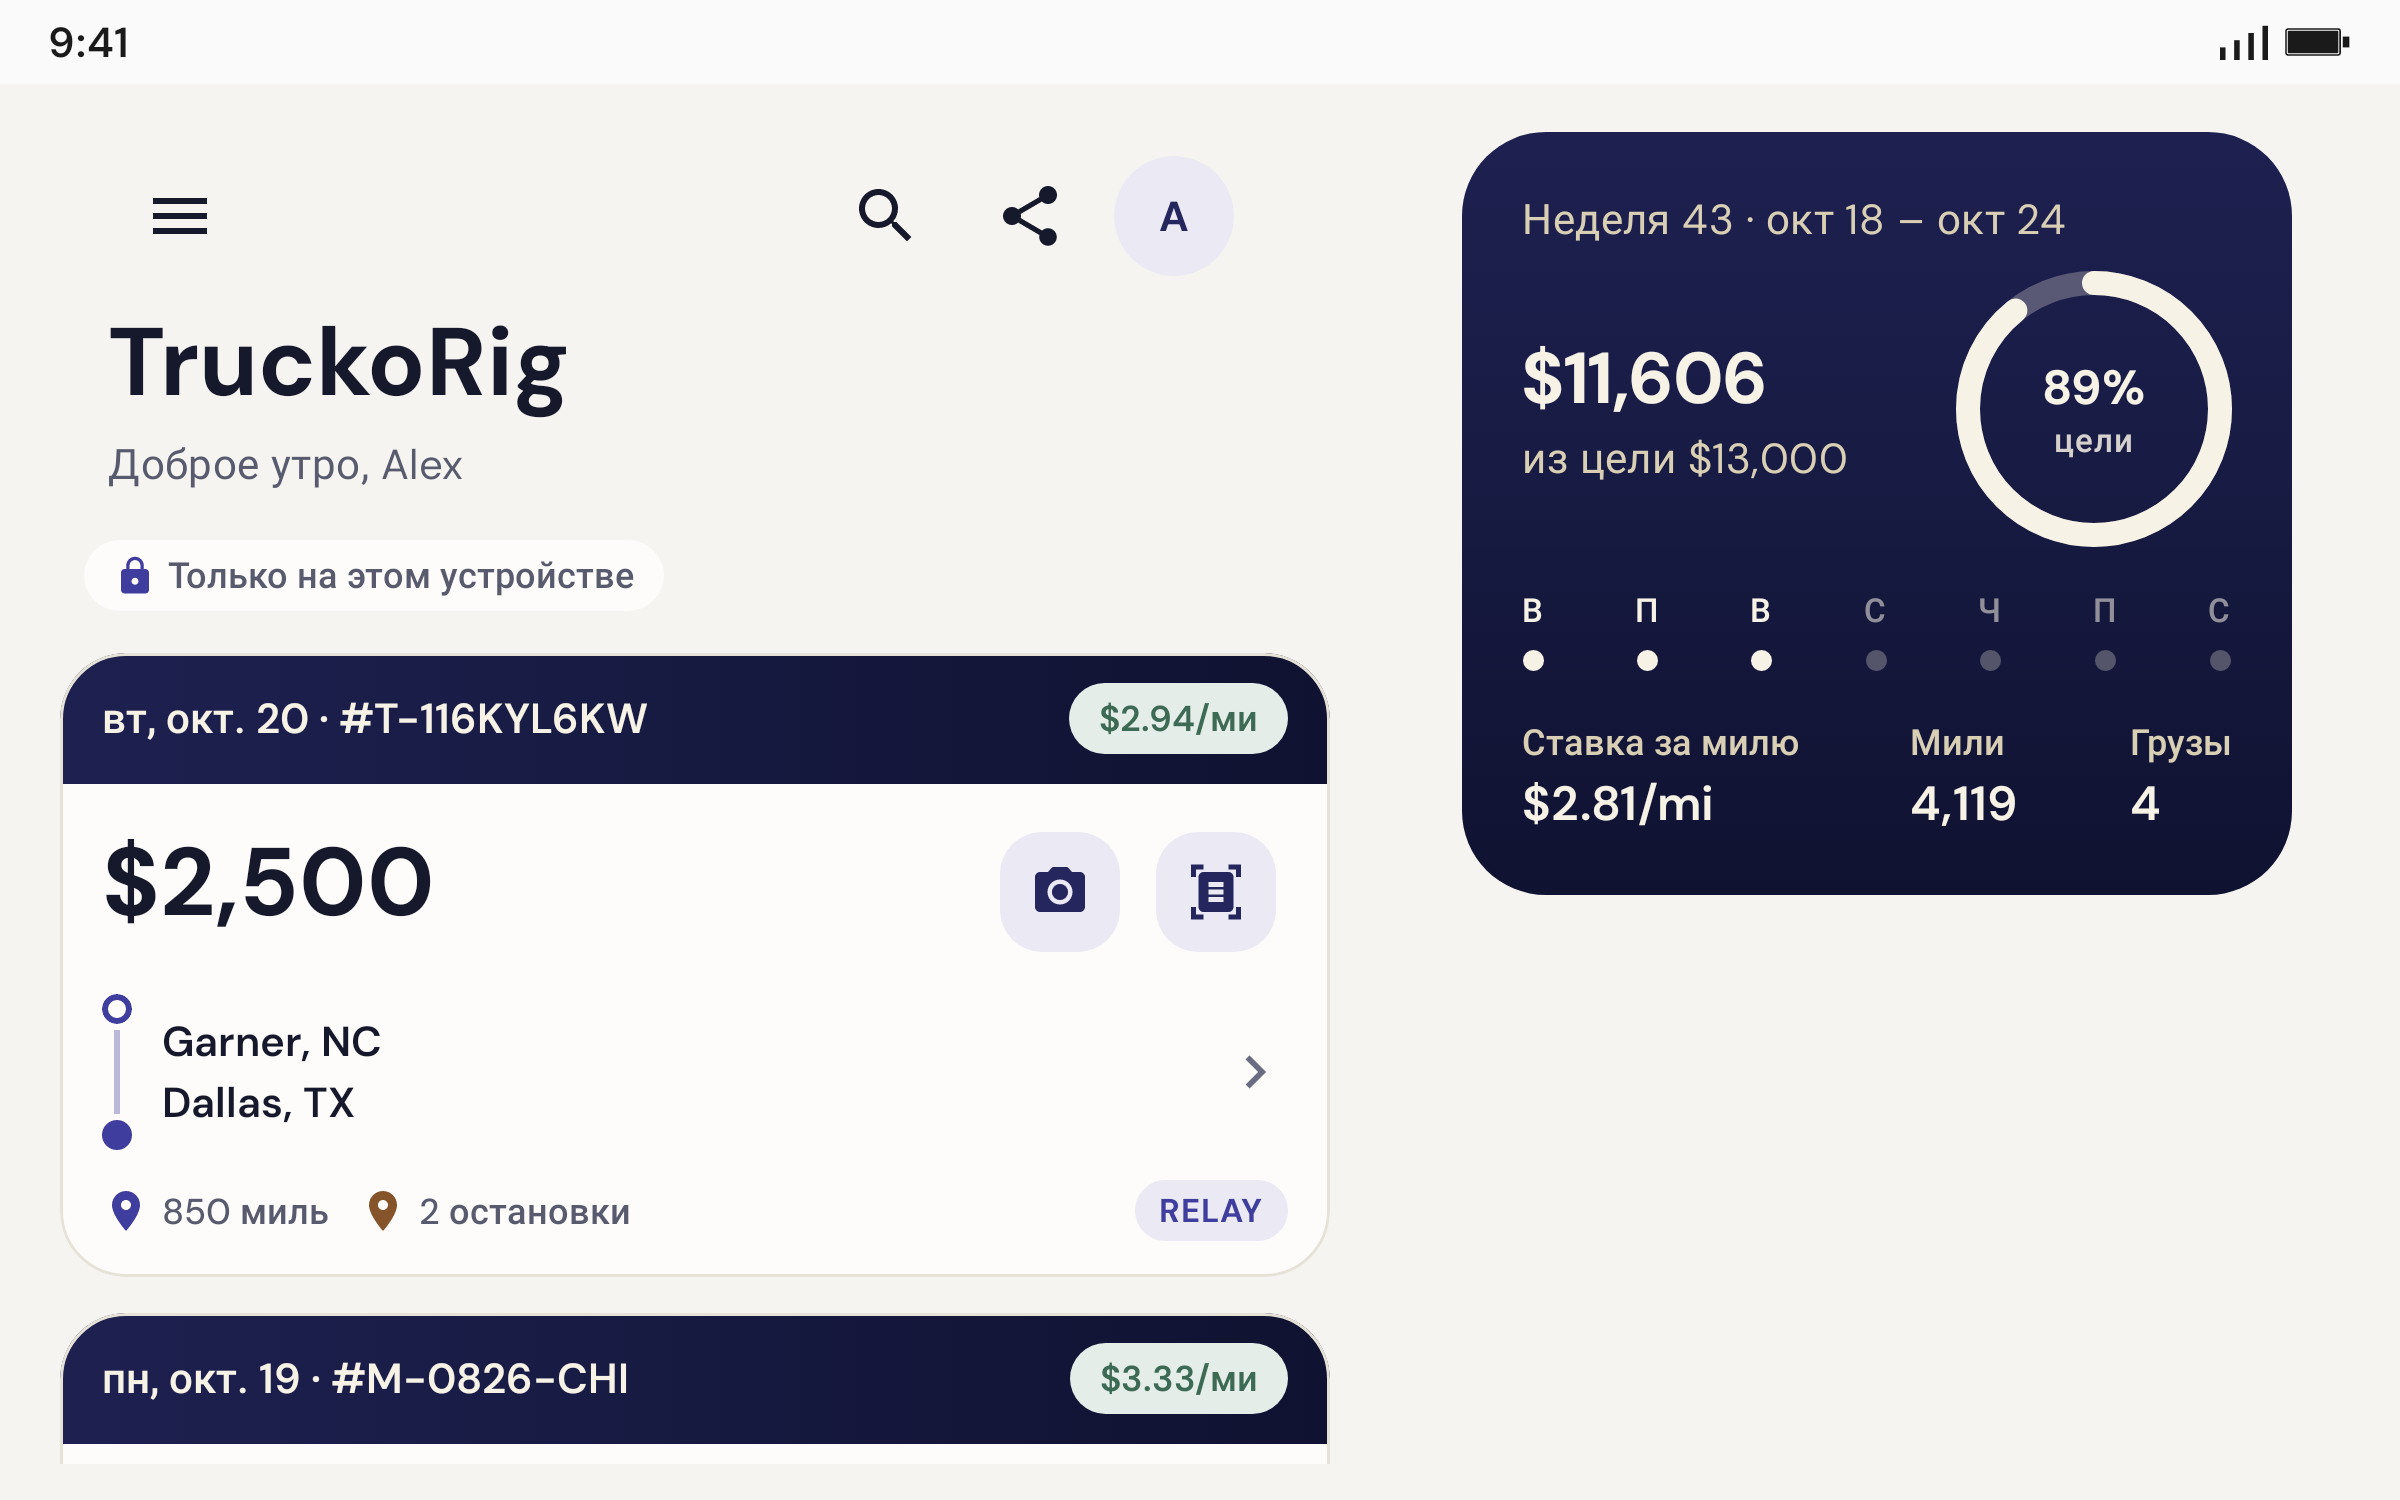 9:41
A
TruckoRig
Доброе утро, Alex
Только на этом устройстве
вт, окт. 20 · #T-116KYL6KW
$2.94/ми
$2,500
Garner, NC
Dallas, TX
850 миль
2 остановки
RELAY
пн, окт. 19 · #M-0826-CHI
$3.33/ми
Неделя 43 · окт 18 – окт 24
$11,606
из цели $13,000
89%
цели
В П В С Ч П С
Ставка за милю Мили Грузы
$2.81/mi 4,119 4